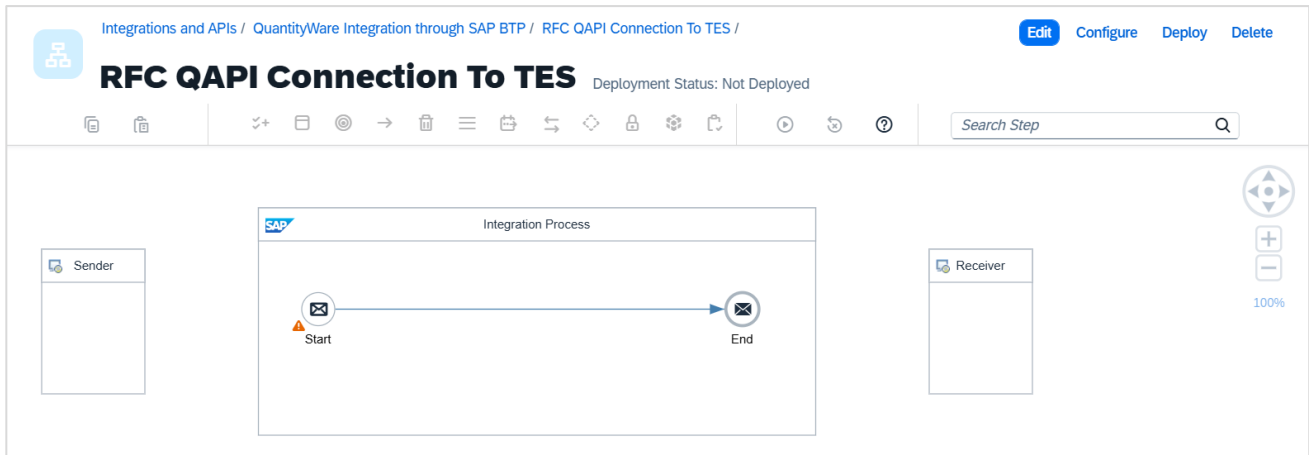 Integrations and APIs / QuantityWare Integration through SAP BTP / RFC QAPI Connection To TES /
Edit Configure Deploy Delete
RFC QAPI Connection To TES Deployment Status: Not Deployed
Search Step
SAP Integration Process
Sender
Receiver
Start
End
100%